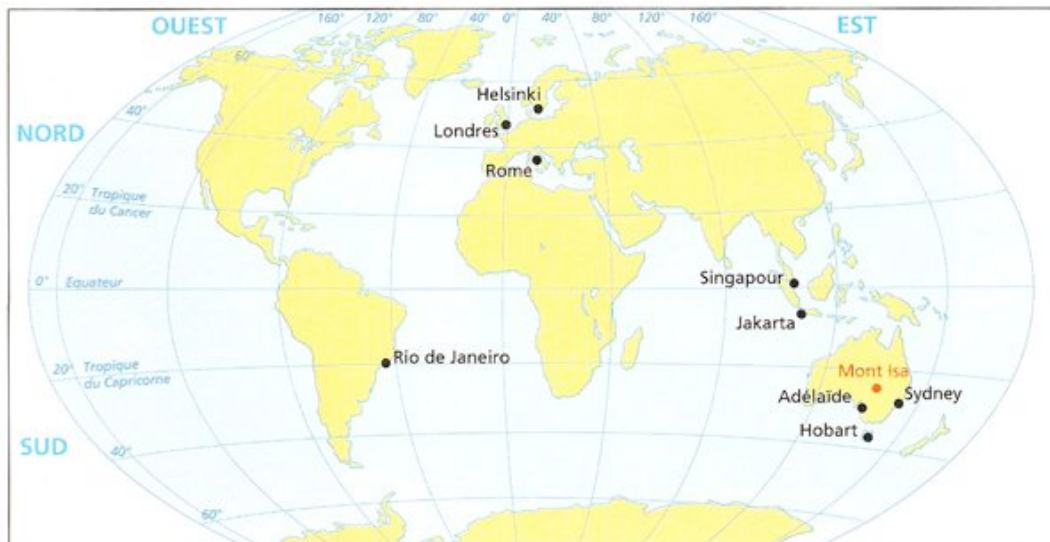 OUEST
160° 120° 80° 40° 0° 40° 80° 120° 160°
EST
60°
40°
NORD
Helsinki
Londres
Rome
20° Tropique
du Cancer
0° Equateur
Singapour
Jakarta
Rio de Janeiro
20° Tropique
du Capricorne
Mont Isa
Adélaïde
Sydney
Hobart
SUD
40°
60°